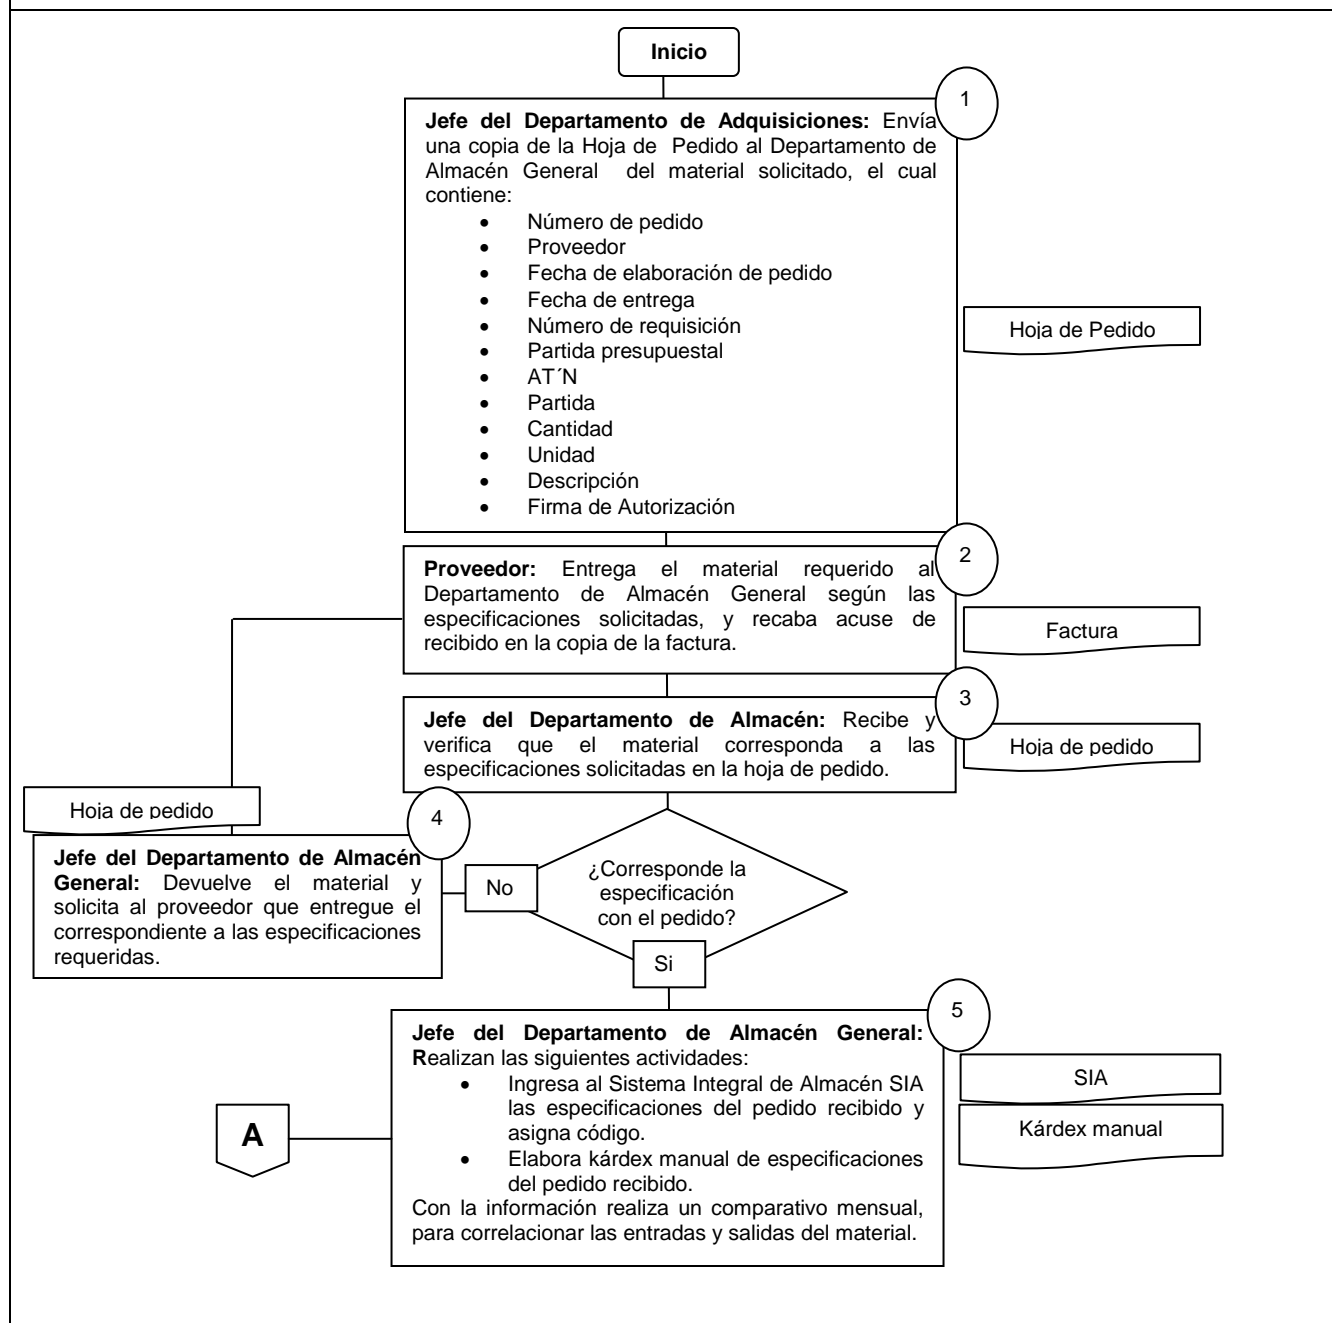 Inicio
1
Jefe del Departamento de Adquisiciones: Envía
una copia de la Hoja de Pedido al Departamento de
Almacén General del material solicitado, el cual
contiene:
• Número de pedido
• Proveedor
• Fecha de elaboración de pedido
• Fecha de entrega
• Número de requisición
• Partida presupuestal
• AT´N
• Partida
• Cantidad
• Unidad
• Descripción
• Firma de Autorización
Hoja de Pedido
2
Proveedor: Entrega el material requerido al
Departamento de Almacén General según las
especificaciones solicitadas, y recaba acuse de
recibido en la copia de la factura.
Factura
3
Jefe del Departamento de Almacén: Recibe y
verifica que el material corresponda a las
especificaciones solicitadas en la hoja de pedido.
Hoja de pedido
Hoja de pedido
4
Jefe del Departamento de Almacén
General: Devuelve el material y
solicita al proveedor que entregue el
correspondiente a las especificaciones
requeridas.
No
¿Corresponde la
especificación
con el pedido?
Si
5
Jefe del Departamento de Almacén General:
Realizan las siguientes actividades:
• Ingresa al Sistema Integral de Almacén SIA
las especificaciones del pedido recibido y
asigna código.
• Elabora kárdex manual de especificaciones
del pedido recibido.
Con la información realiza un comparativo mensual,
para correlacionar las entradas y salidas del material.
SIA
Kárdex manual
A